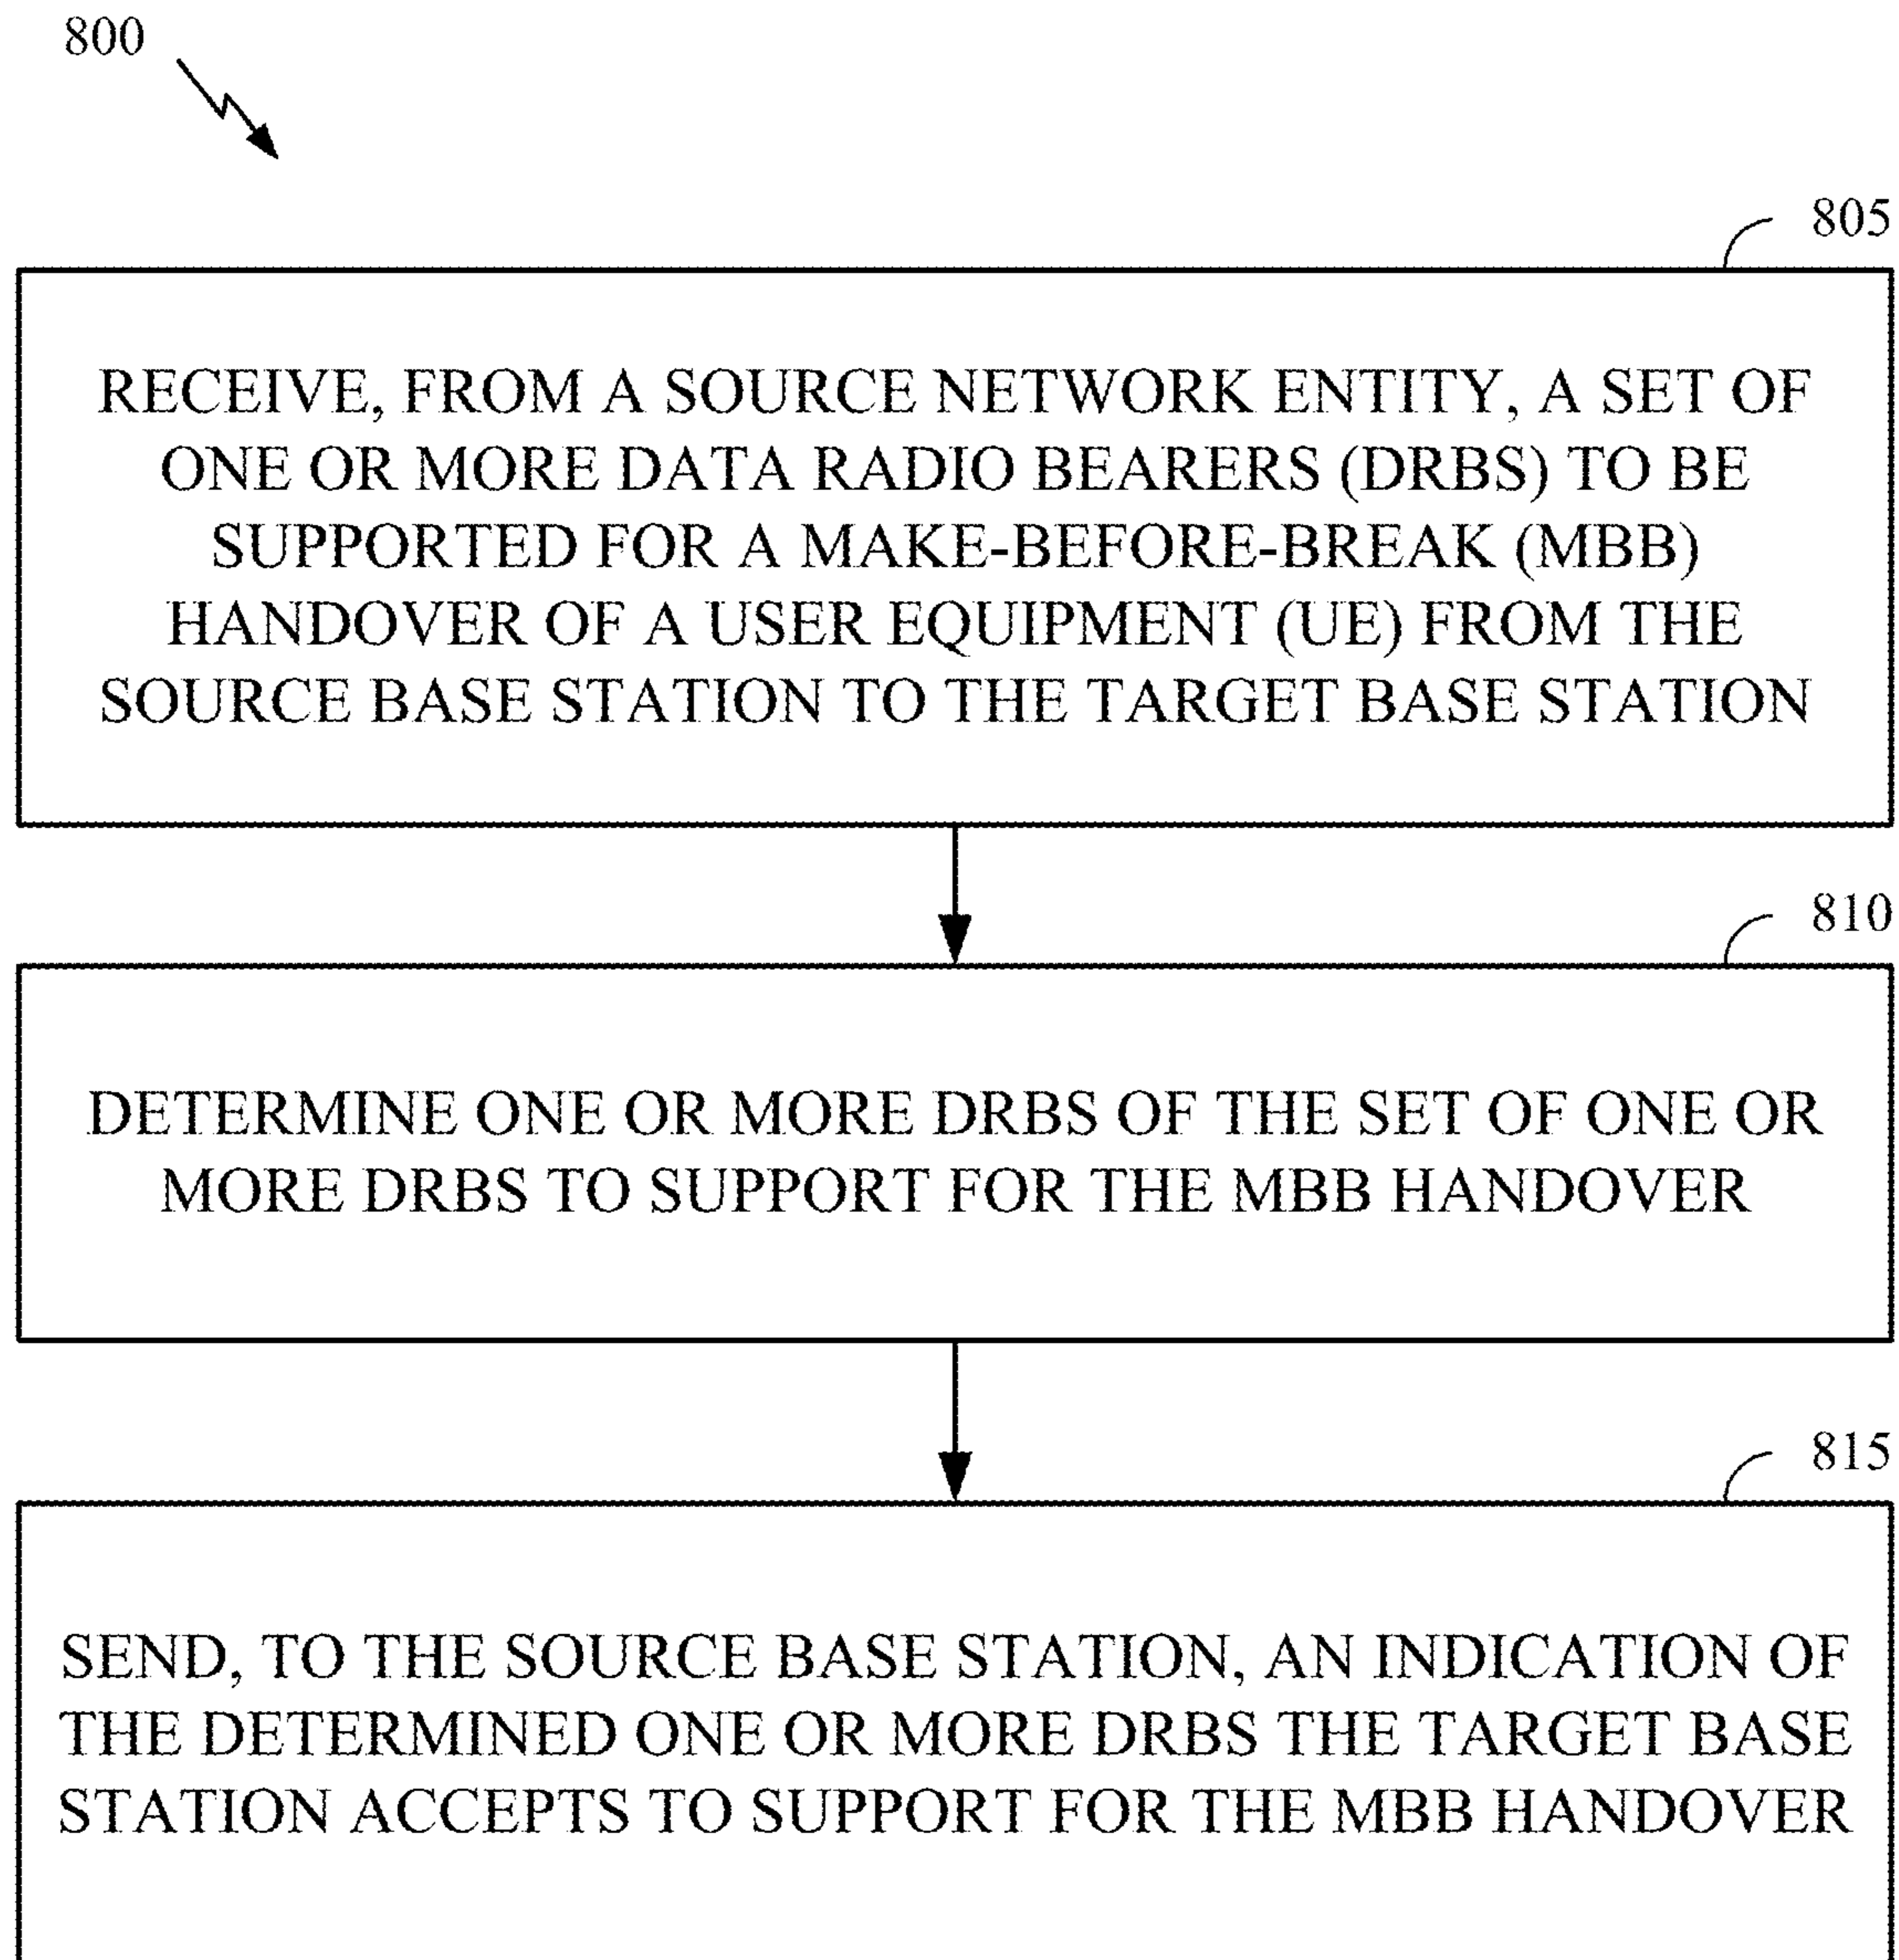 800
805
RECEIVE, FROM A SOURCE NETWORK ENTITY, A SET OF
ONE OR MORE DATA RADIO BEARERS (DRBS) TO BE
SUPPORTED FOR A MAKE-BEFORE-BREAK (MBB)
HANDOVER OF A USER EQUIPMENT (UE) FROM THE
SOURCE BASE STATION TO THE TARGET BASE STATION
810
DETERMINE ONE OR MORE DRBS OF THE SET OF ONE OR
MORE DRBS TO SUPPORT FOR THE MBB HANDOVER
815
SEND, TO THE SOURCE BASE STATION, AN INDICATION OF
THE DETERMINED ONE OR MORE DRBS THE TARGET BASE
STATION ACCEPTS TO SUPPORT FOR THE MBB HANDOVER